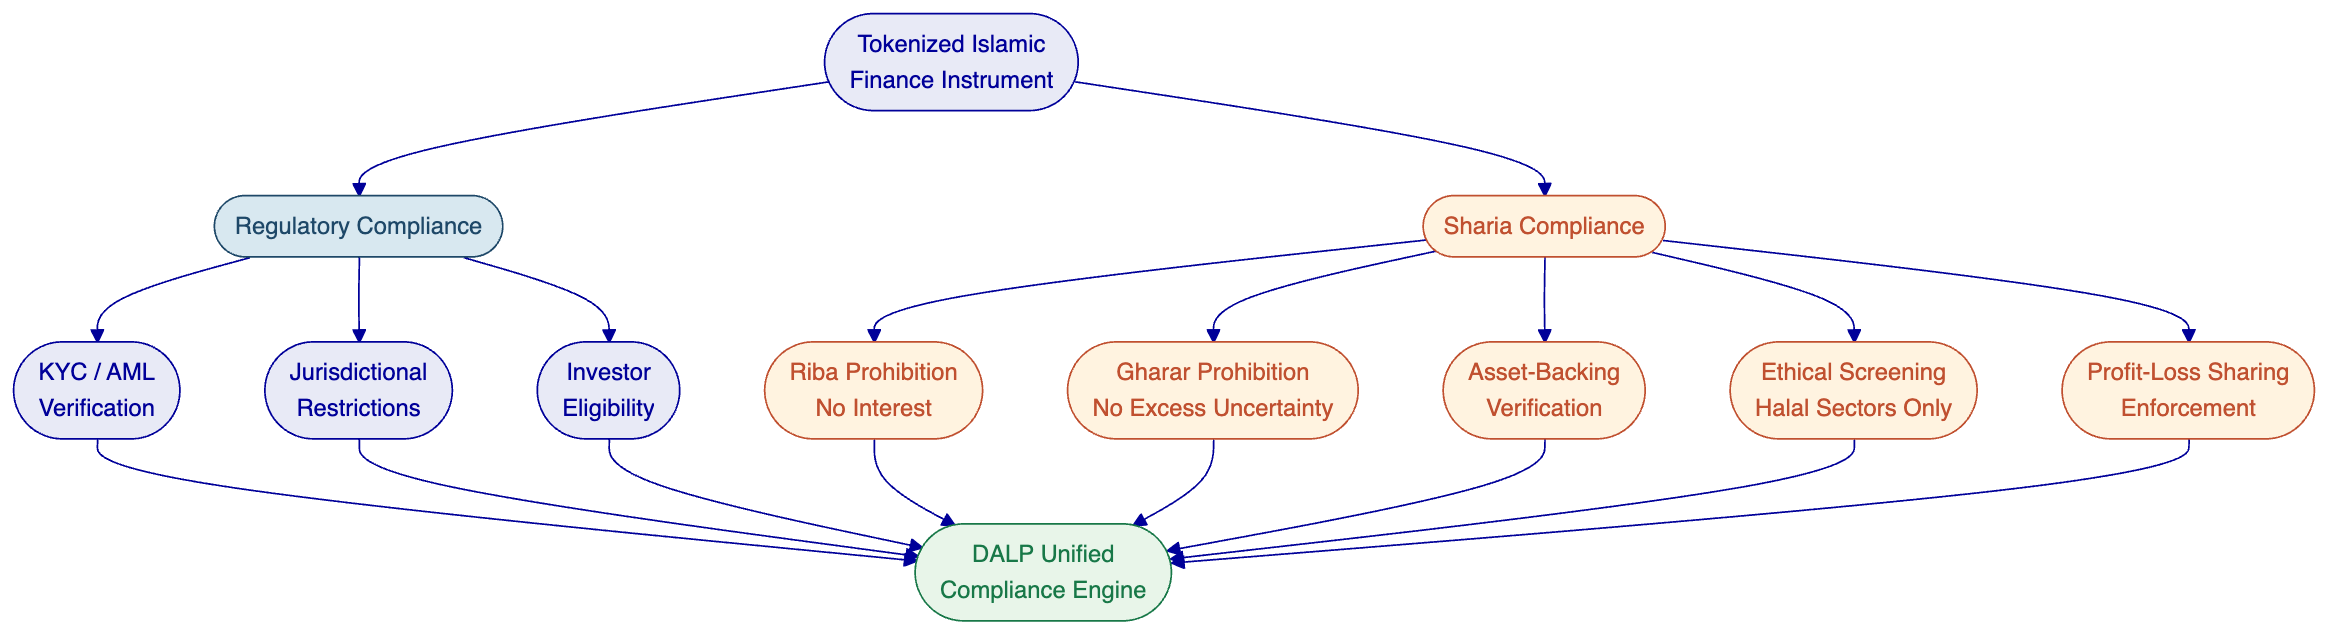 Tokenized Islamic
Finance Instrument
Regulatory Compliance
Sharia Compliance
KYC / AML
Verification
Jurisdictional
Restrictions
Investor
Eligibility
Riba Prohibition
No Interest
Gharar Prohibition
No Excess Uncertainty
Asset-Backing
Verification
Ethical Screening
Halal Sectors Only
Profit-Loss Sharing
Enforcement
DALP Unified
Compliance Engine